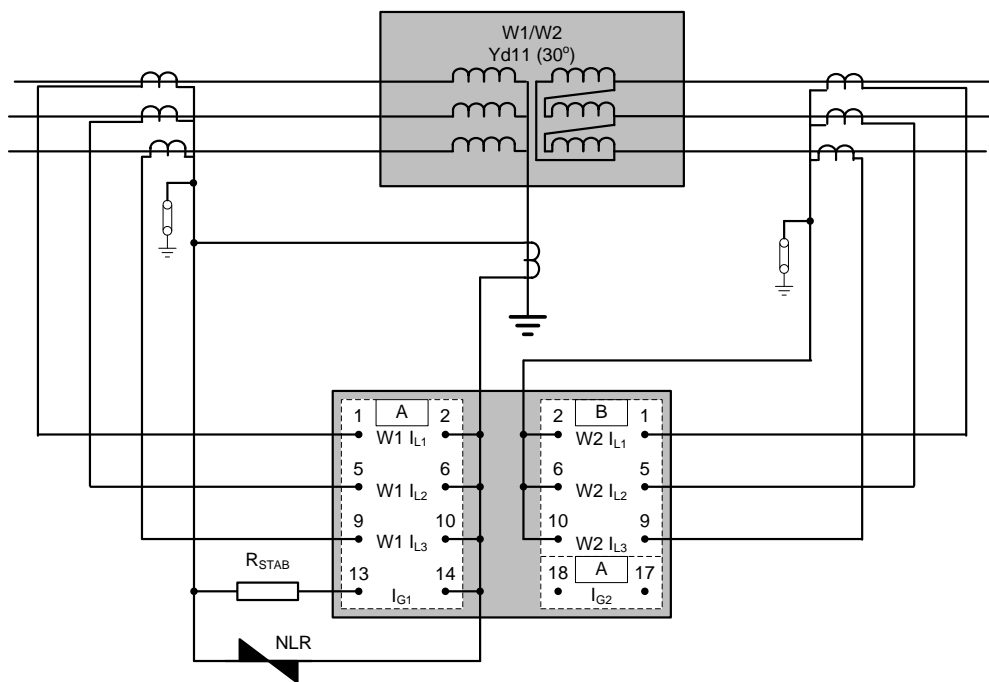 W1/W2
Yd11 (30°)
1 A 2 2 B 1
W1 IL1 W2 IL1
5 6 6 5
W1 IL2 W2 IL2
9 10 10 9
W1 IL3 W2 IL3
RSTAB 13 14 18 A 17
IG1 IG2
NLR